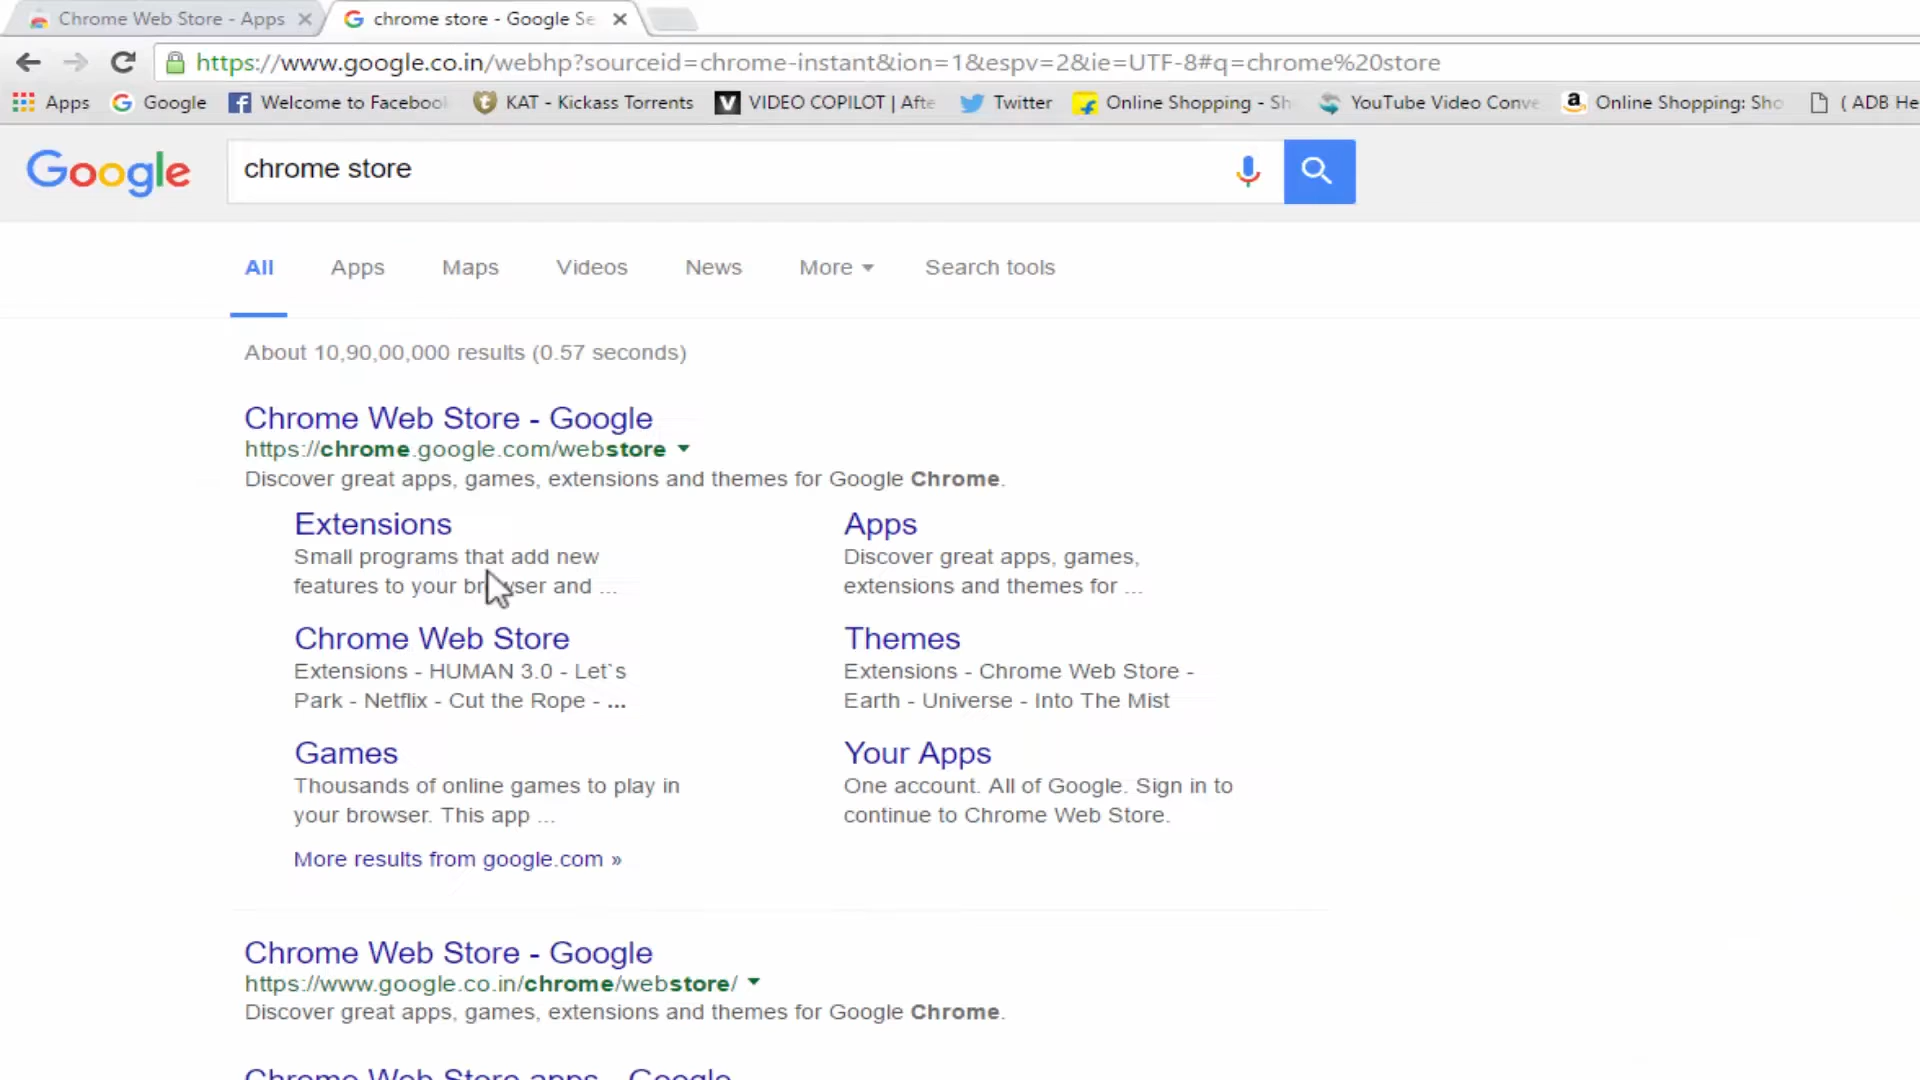 Chrome Web Store - Apps
chrome store - Google Se
https://www.google.co.in/webhp?sourceid=chrome-instant&ion=1&espv=2&ie=UTF-8#q=chrome%20store
Apps Google Welcome to Faceboo KAT - Kickass Torrents VIDEO COPILOT | Afte Twitter Online Shopping - Sh YouTube Video Conve Online Shopping: Sho ( ADB He
Google chrome store
All Apps Maps Videos News More Search tools
About 10,90,00,000 results (0.57 seconds)
Chrome Web Store - Google
https://chrome.google.com/webstore
Discover great apps, games, extensions and themes for Google Chrome.
Extensions
Small programs that add new
features to your browser and ...
Apps
Discover great apps, games,
extensions and themes for ...
Chrome Web Store
Extensions - HUMAN 3.0 - Let`s
Park - Netflix - Cut the Rope - ...
Themes
Extensions - Chrome Web Store -
Earth - Universe - Into The Mist
Games
Thousands of online games to play in
your browser. This app ...
Your Apps
One account. All of Google. Sign in to
continue to Chrome Web Store.
More results from google.com »
Chrome Web Store - Google
https://www.google.co.in/chrome/webstore/
Discover great apps, games, extensions and themes for Google Chrome.
Chrome Web Store apps - Google